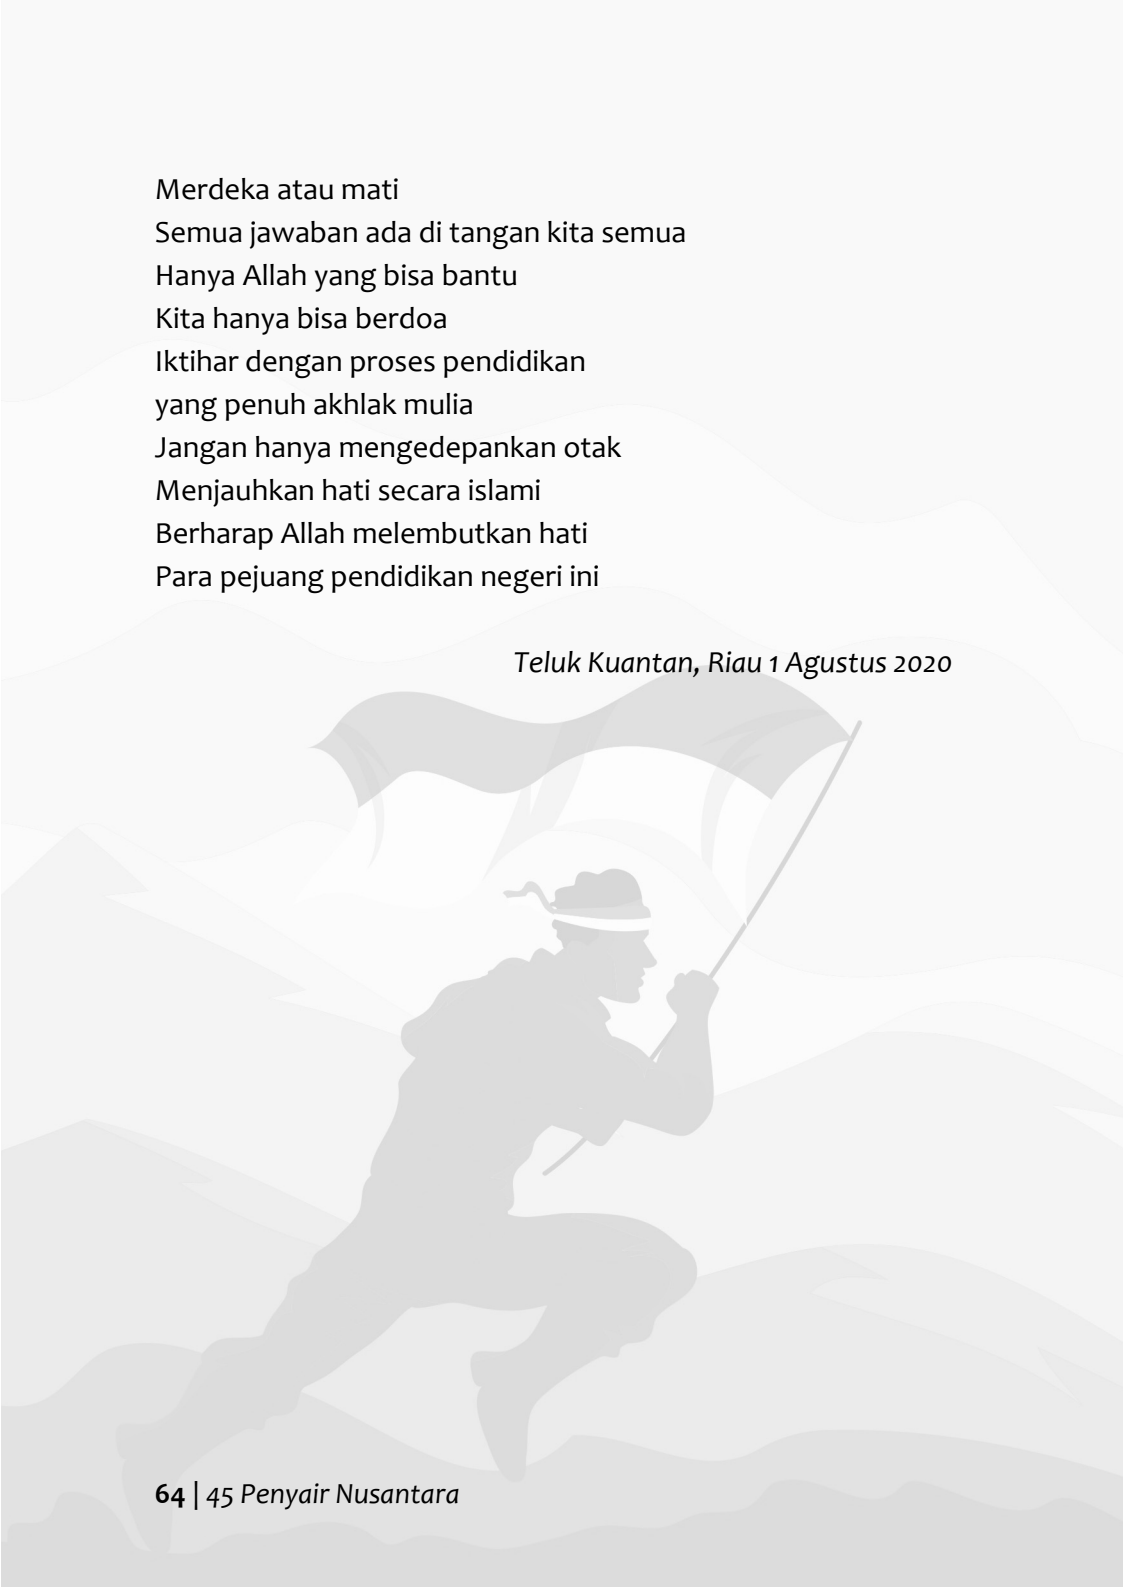 Merdeka atau mati
Semua jawaban ada di tangan kita semua
Hanya Allah yang bisa bantu
Kita hanya bisa berdoa
Iktihar dengan proses pendidikan
yang penuh akhlak mulia
Jangan hanya mengedepankan otak
Menjauhkan hati secara islami
Berharap Allah melembutkan hati
Para pejuang pendidikan negeri ini
Teluk Kuantan, Riau 1 Agustus 2020
64 | 45 Penyair Nusantara